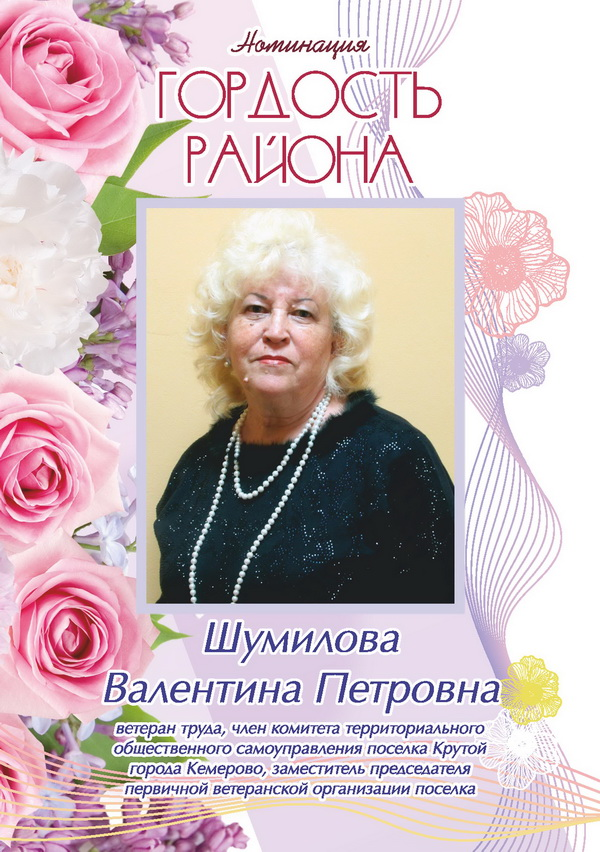 Номинация
ГОРДОСТЬ
РАЙОНА
Шумилова
Валентина Петровна
ветеран труда, член комитета территориального
общественного самоуправления поселка Крутой
города Кемерово, заместитель председателя
первичной ветеранской организации поселка